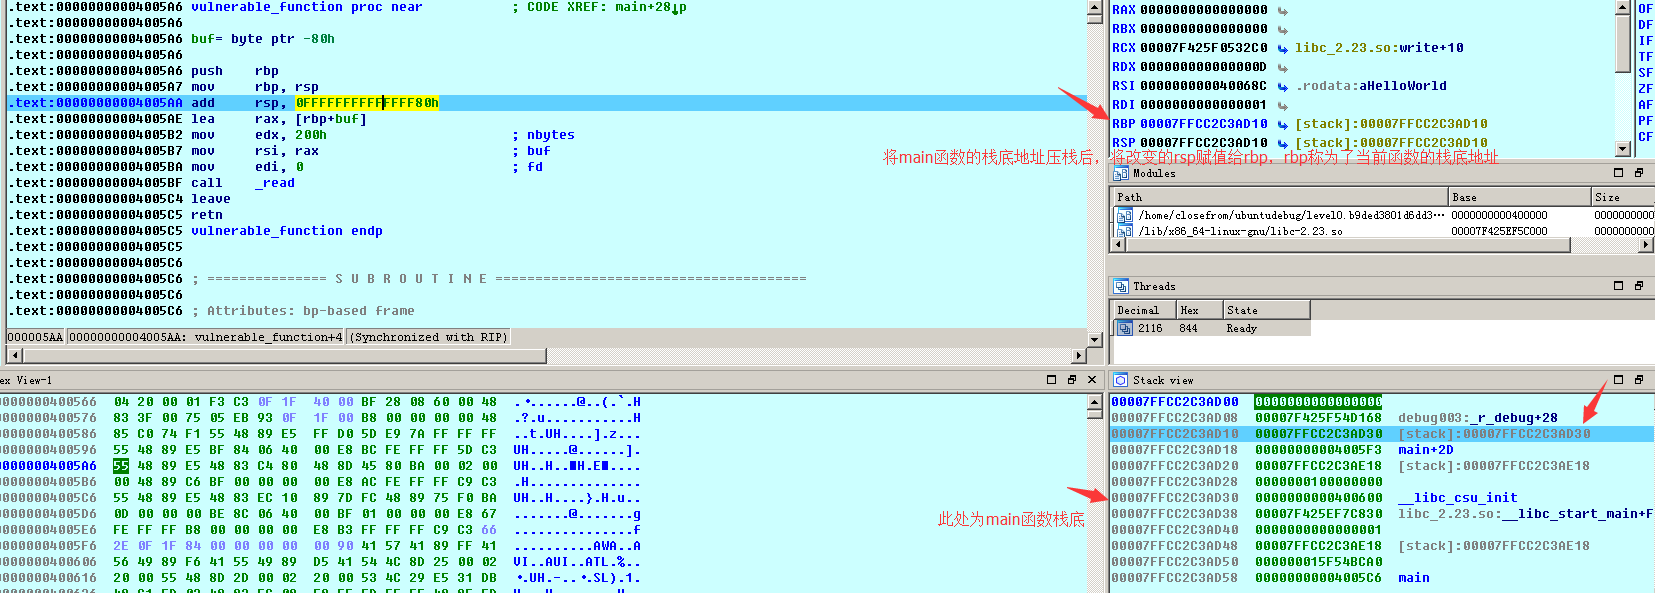 .text:00000000004005A6 vulnerable_function proc near ; CODE XREF: main+28↓p
.text:00000000004005A6
.text:00000000004005A6 buf= byte ptr -80h
.text:00000000004005A6
.text:00000000004005A6 push rbp
.text:00000000004005A7 mov rbp, rsp
.text:00000000004005AA add rsp, 0FFFFFFFFFFFFFF80h
.text:00000000004005AE lea rax, [rbp+buf]
.text:00000000004005B2 mov edx, 200h ; nbytes
.text:00000000004005B7 mov rsi, rax ; buf
.text:00000000004005BA mov edi, 0 ; fd
.text:00000000004005BF call _read
.text:00000000004005C4 leave
.text:00000000004005C5 retn
.text:00000000004005C5 vulnerable_function endp
.text:00000000004005C5
.text:00000000004005C6
.text:00000000004005C6 ; =============== S U B R O U T I N E =======================================
.text:00000000004005C6
.text:00000000004005C6 ; Attributes: bp-based frame
000005AA 00000000004005AA: vulnerable_function+4 (Synchronized with RIP)
RAX 0000000000000000
RBX 0000000000000000
RCX 00007F425F0532C0 libc_2.23.so:write+10
RDX 000000000000000D
RSI 000000000040068C .rodata:aHelloWorld
RDI 0000000000000001
RBP 00007FFCC2C3AD10 [stack]:00007FFCC2C3AD10
RSP 00007FFCC2C3AD10 [stack]:00007FFCC2C3AD10
OF
DF
IF
TF
SF
ZF
AF
PF
CF
将main函数的栈底地址压栈后，将改变的rsp赋值给rbp，rbp称为了当前函数的栈底地址
Modules
Path Base Size
/home/closefrom/ubuntudebug/level0.b9ded3801d6dd3··· 0000000000400000 0000000000
/lib/x86_64-linux-gnu/libc-2.23.so 00007F425EF5C000 0000000000
Threads
Decimal Hex State
2116 844 Ready
ex View-1
0000000400566 04 20 00 01 F3 C3 0F 1F 40 00 BF 28 08 60 00 48
0000000400576 83 3F 00 75 05 EB 93 0F 1F 00 B8 00 00 00 00 48
0000000400586 85 C0 74 F1 55 48 89 E5 FF D0 5D E9 7A FF FF FF
0000000400596 55 48 89 E5 BF 84 06 40 00 E8 BC FE FF FF 5D C3
00000004005A6 55 48 89 E5 48 83 C4 80 48 8D 45 80 BA 00 02 00
00000004005B6 00 48 89 C6 BF 00 00 00 00 E8 AC FE FF FF C9 C3
00000004005C6 55 48 89 E5 48 83 EC 10 89 7D FC 48 89 75 F0 BA
00000004005D6 0D 00 00 00 BE 8C 06 40 00 BF 01 00 00 00 E8 67
00000004005E6 FE FF FF B8 00 00 00 00 E8 B3 FF FF FF C9 C3 66
00000004005F6 2E 0F 1F 84 00 00 00 00 00 90 41 57 41 89 FF 41
0000000400606 56 49 89 F6 41 55 49 89 D5 41 54 4C 8D 25 00 02
0000000400616 20 00 55 48 8D 2D 00 02 20 00 53 4C 29 E5 31 DB
此处为main函数栈底
Stack view
00007FFCC2C3AD00 0000000000000000
00007FFCC2C3AD08 00007F425F54D168 debug003:_r_debug+28
00007FFCC2C3AD10 00007FFCC2C3AD30 [stack]:00007FFCC2C3AD30
00007FFCC2C3AD18 00000000004005F3 main+2D
00007FFCC2C3AD20 00007FFCC2C3AE18 [stack]:00007FFCC2C3AE18
00007FFCC2C3AD28 0000000100000000
00007FFCC2C3AD30 0000000000400600 __libc_csu_init
00007FFCC2C3AD38 00007F425EF7C830 libc_2.23.so:__libc_start_main+F
00007FFCC2C3AD40 0000000000000001
00007FFCC2C3AD48 00007FFCC2C3AE18 [stack]:00007FFCC2C3AE18
00007FFCC2C3AD50 000000015F54BCA0
00007FFCC2C3AD58 00000000004005C6 main